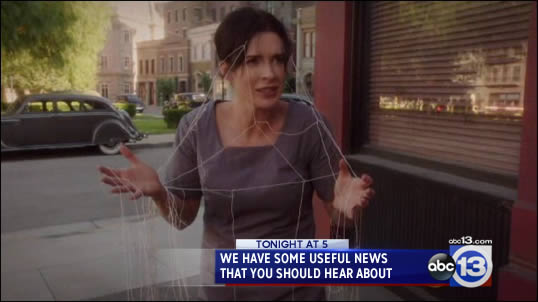 TONIGHT AT 5
WE HAVE SOME USEFUL NEWS
THAT YOU SHOULD HEAR ABOUT
abc13.com
abc
13